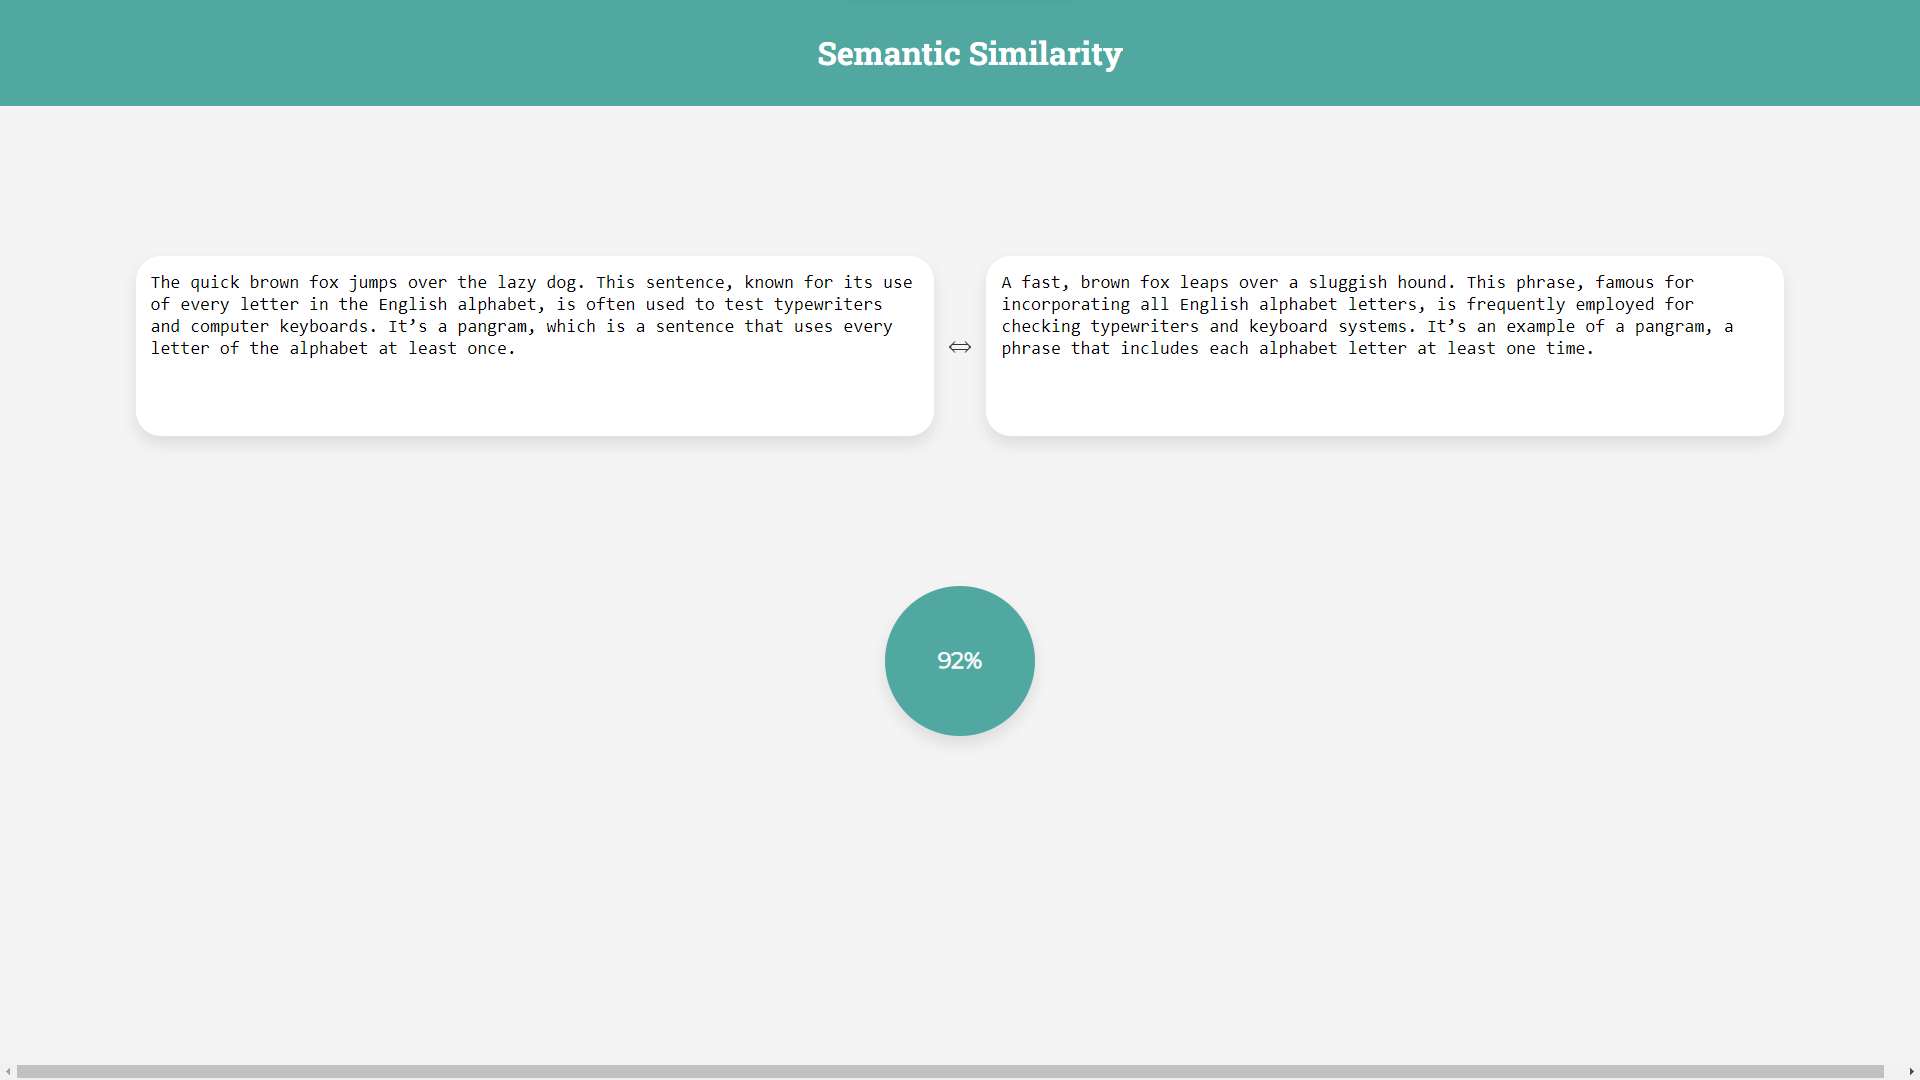 Semantic Similarity
The quick brown fox jumps over the lazy dog. This sentence, known for its use
of every letter in the English alphabet, is often used to test typewriters
and computer keyboards. It’s a pangram, which is a sentence that uses every
letter of the alphabet at least once.
⇔
A fast, brown fox leaps over a sluggish hound. This phrase, famous for
incorporating all English alphabet letters, is frequently employed for
checking typewriters and keyboard systems. It’s an example of a pangram, a
phrase that includes each alphabet letter at least one time.
92%